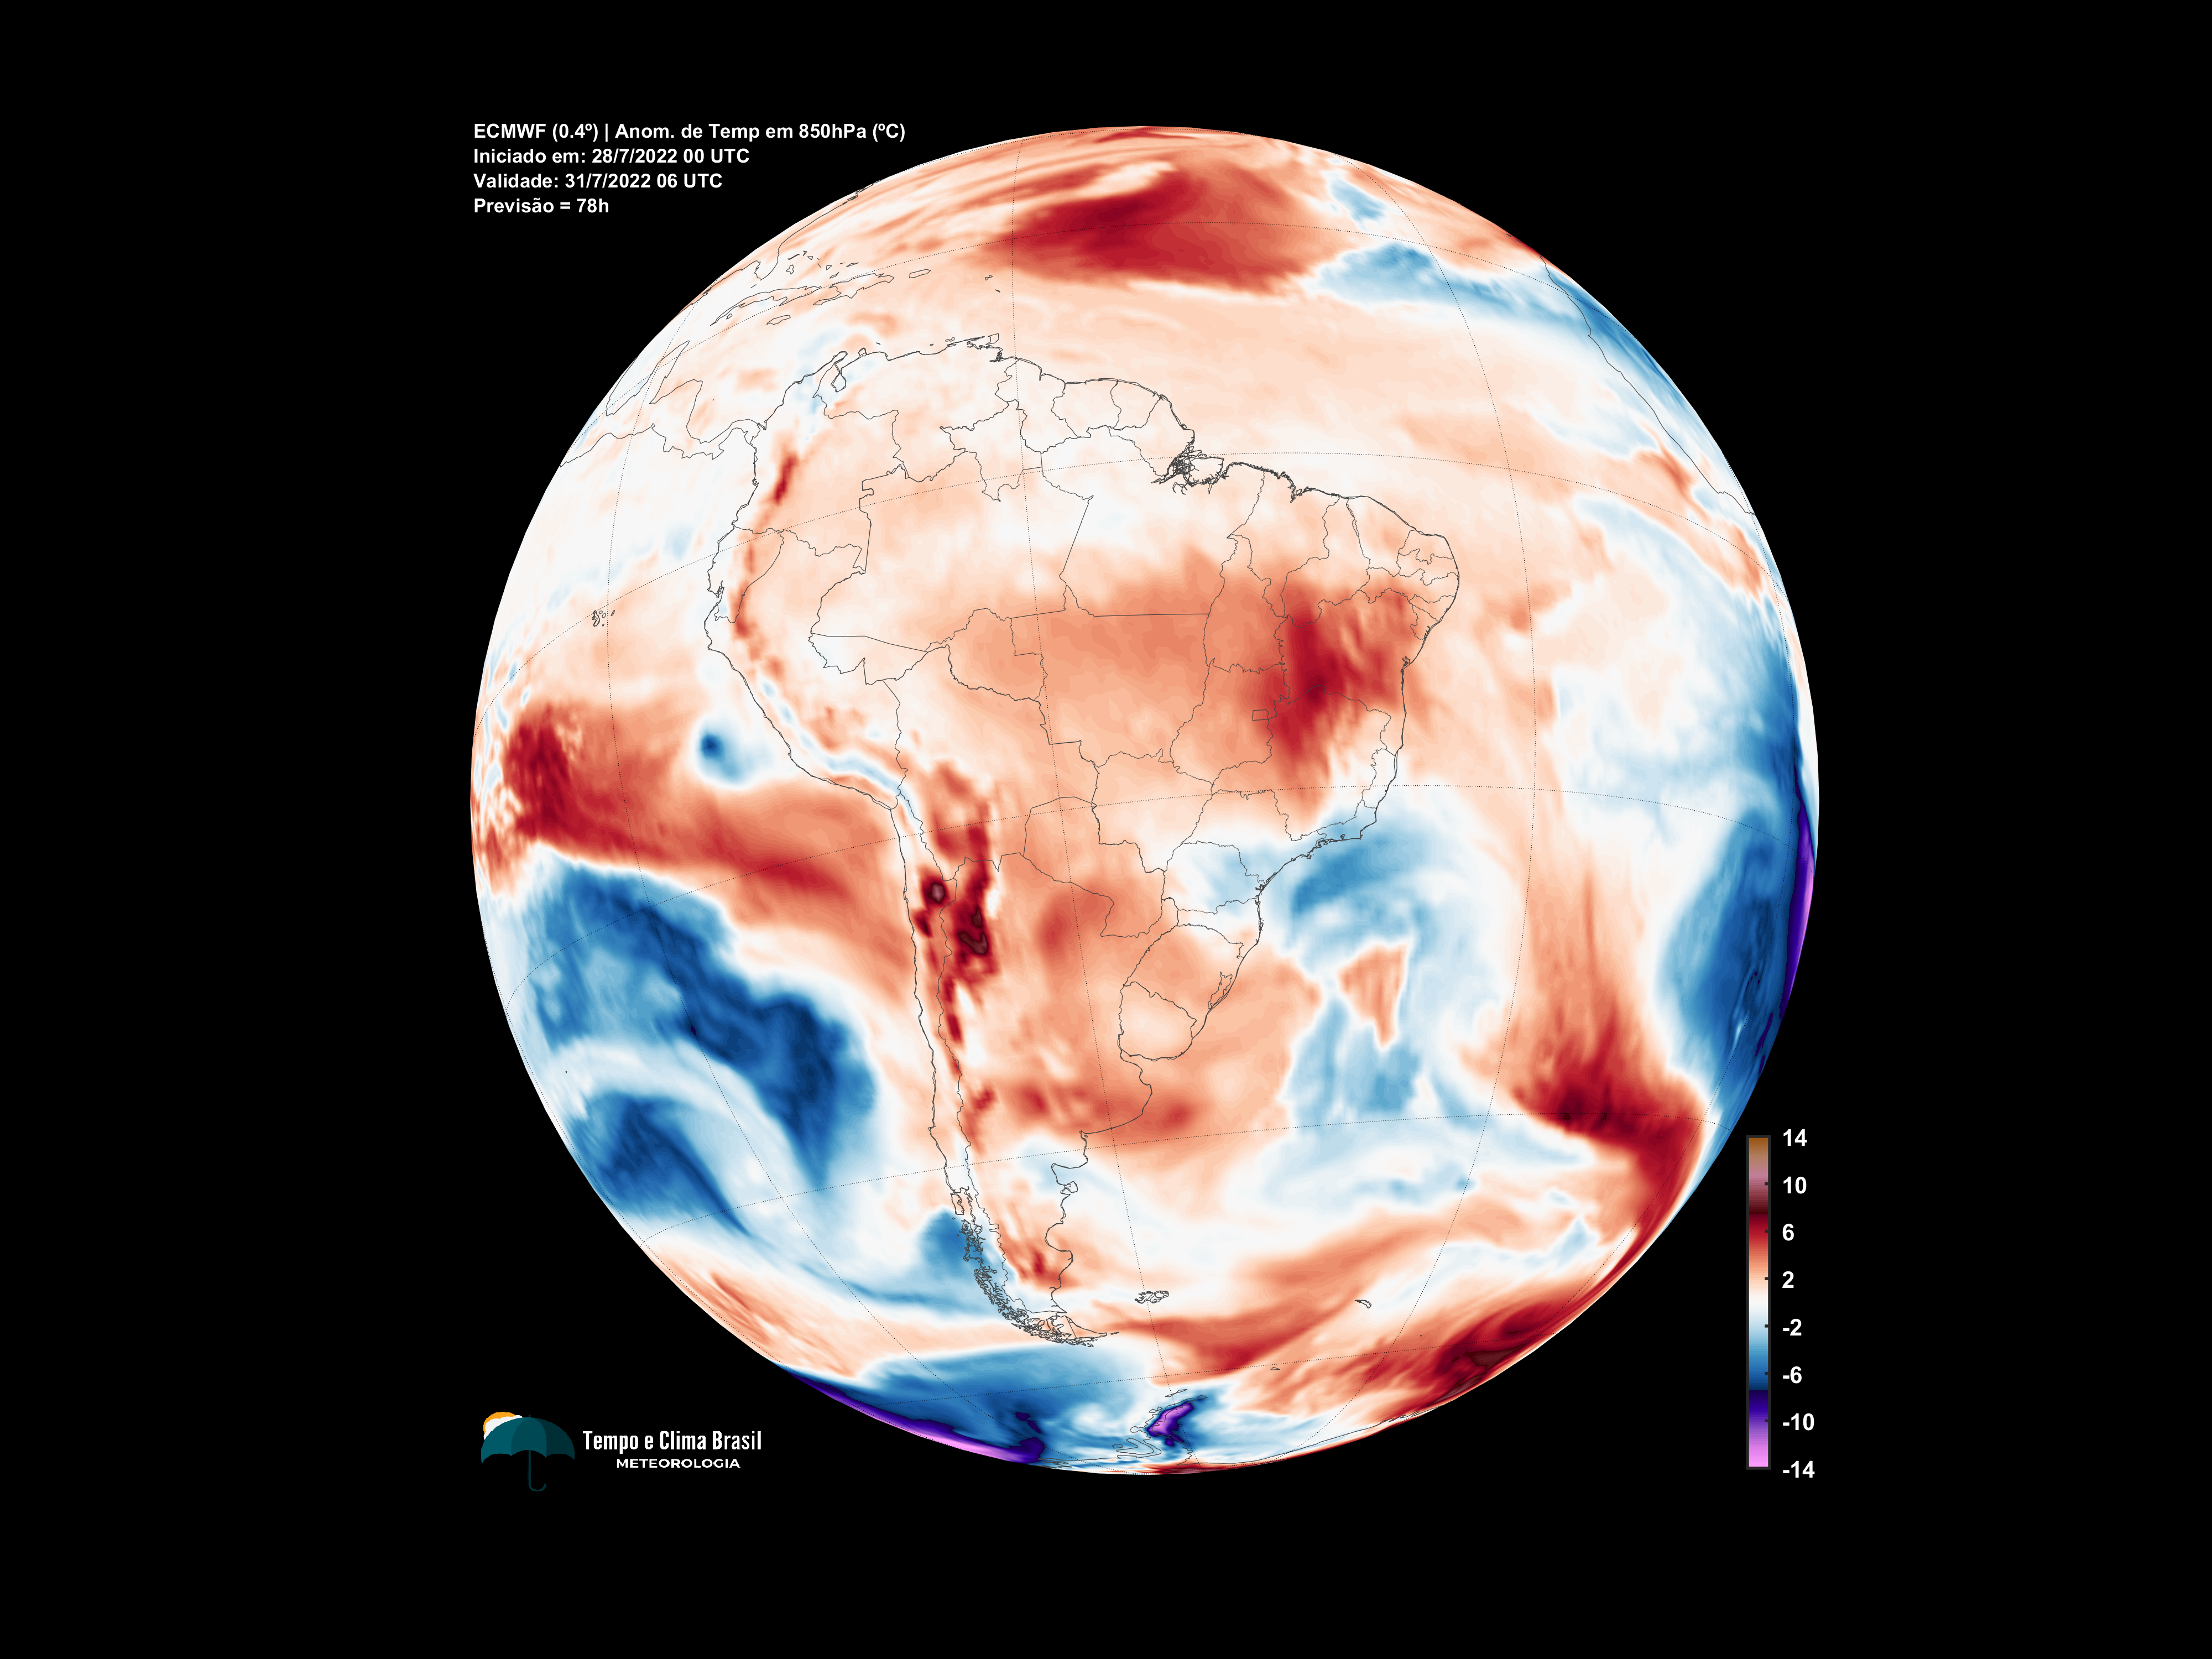 ECMWF (0.4º) | Anom. de Temp em 850hPa (ºC)
Iniciado em: 28/7/2022 00 UTC
Validade: 31/7/2022 06 UTC
Previsão = 78h
14
10
6
2
-2
-6
-10
-14
Tempo e Clima Brasil
METEOROLOGIA